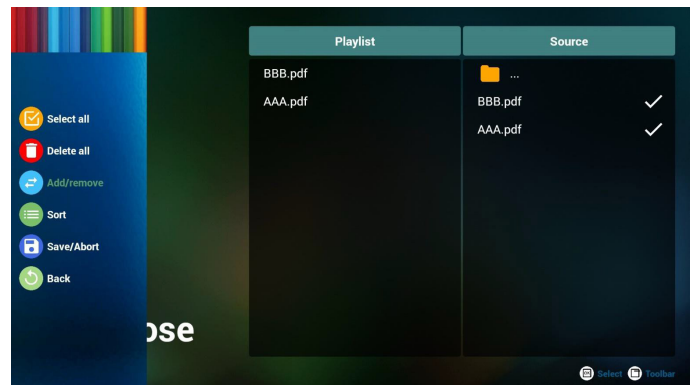 Select all
Delete all
Add/remove
Sort
Save/Abort
Back
ose
Playlist
BBB.pdf
AAA.pdf
Source
...
BBB.pdf
AAA.pdf
Select
Toolbar